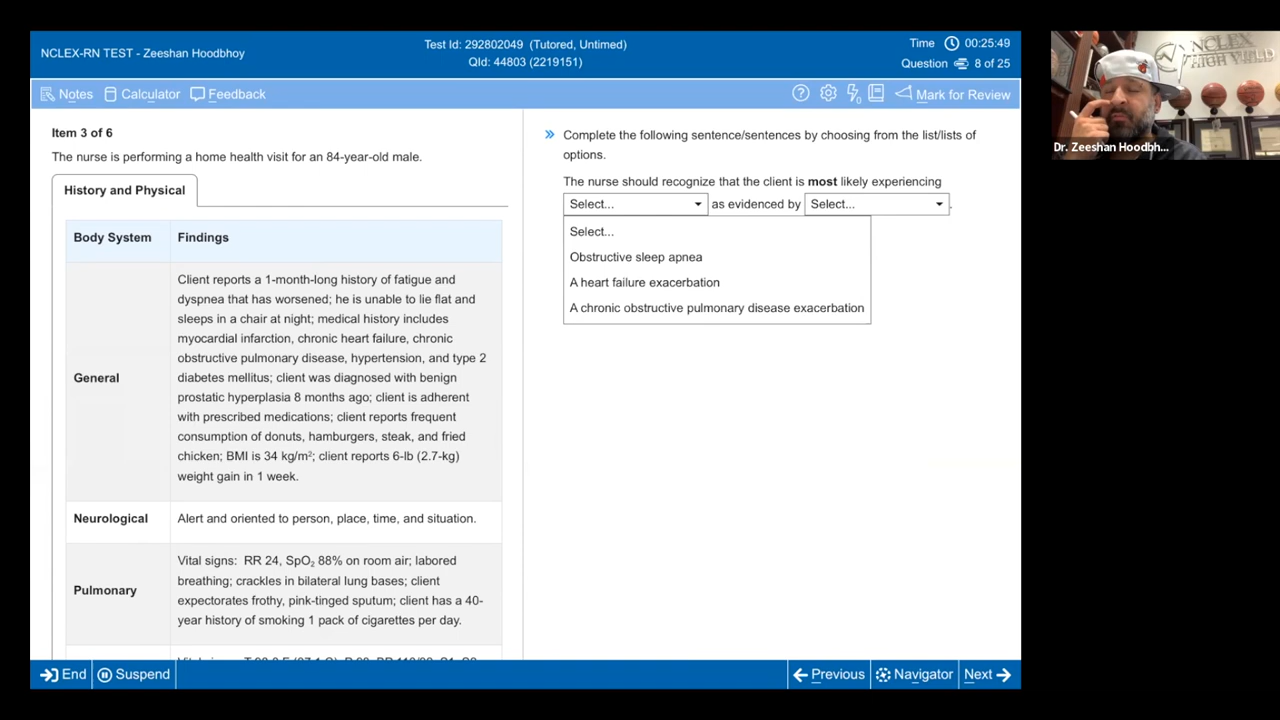 NCLEX-RN TEST - Zeeshan Hoodbhoy
Test Id: 292802049 (Tutored, Untimed)
QId: 44803 (2219151)
Time 00:25:49
Question 8 of 25
Notes Calculator Feedback
Mark for Review
Item 3 of 6
The nurse is performing a home health visit for an 84-year-old male.
History and Physical
Body System Findings
General
Client reports a 1-month-long history of fatigue and
dyspnea that has worsened; he is unable to lie flat and
sleeps in a chair at night; medical history includes
myocardial infarction, chronic heart failure, chronic
obstructive pulmonary disease, hypertension, and type 2
diabetes mellitus; client was diagnosed with benign
prostatic hyperplasia 8 months ago; client is adherent
with prescribed medications; client reports frequent
consumption of donuts, hamburgers, steak, and fried
chicken; BMI is 34 kg/m²; client reports 6-lb (2.7-kg)
weight gain in 1 week.
Neurological Alert and oriented to person, place, time, and situation.
Pulmonary
Vital signs: RR 24, SpO₂ 88% on room air; labored
breathing; crackles in bilateral lung bases; client
expectorates frothy, pink-tinged sputum; client has a 40-
year history of smoking 1 pack of cigarettes per day.
» Complete the following sentence/sentences by choosing from the list/lists of
options.
The nurse should recognize that the client is most likely experiencing
Select... as evidenced by Select... .
Select...
Obstructive sleep apnea
A heart failure exacerbation
A chronic obstructive pulmonary disease exacerbation
End Suspend
Previous Navigator Next
NCLEX
HIGH YIELD
Dr. Zeeshan Hoodbh...